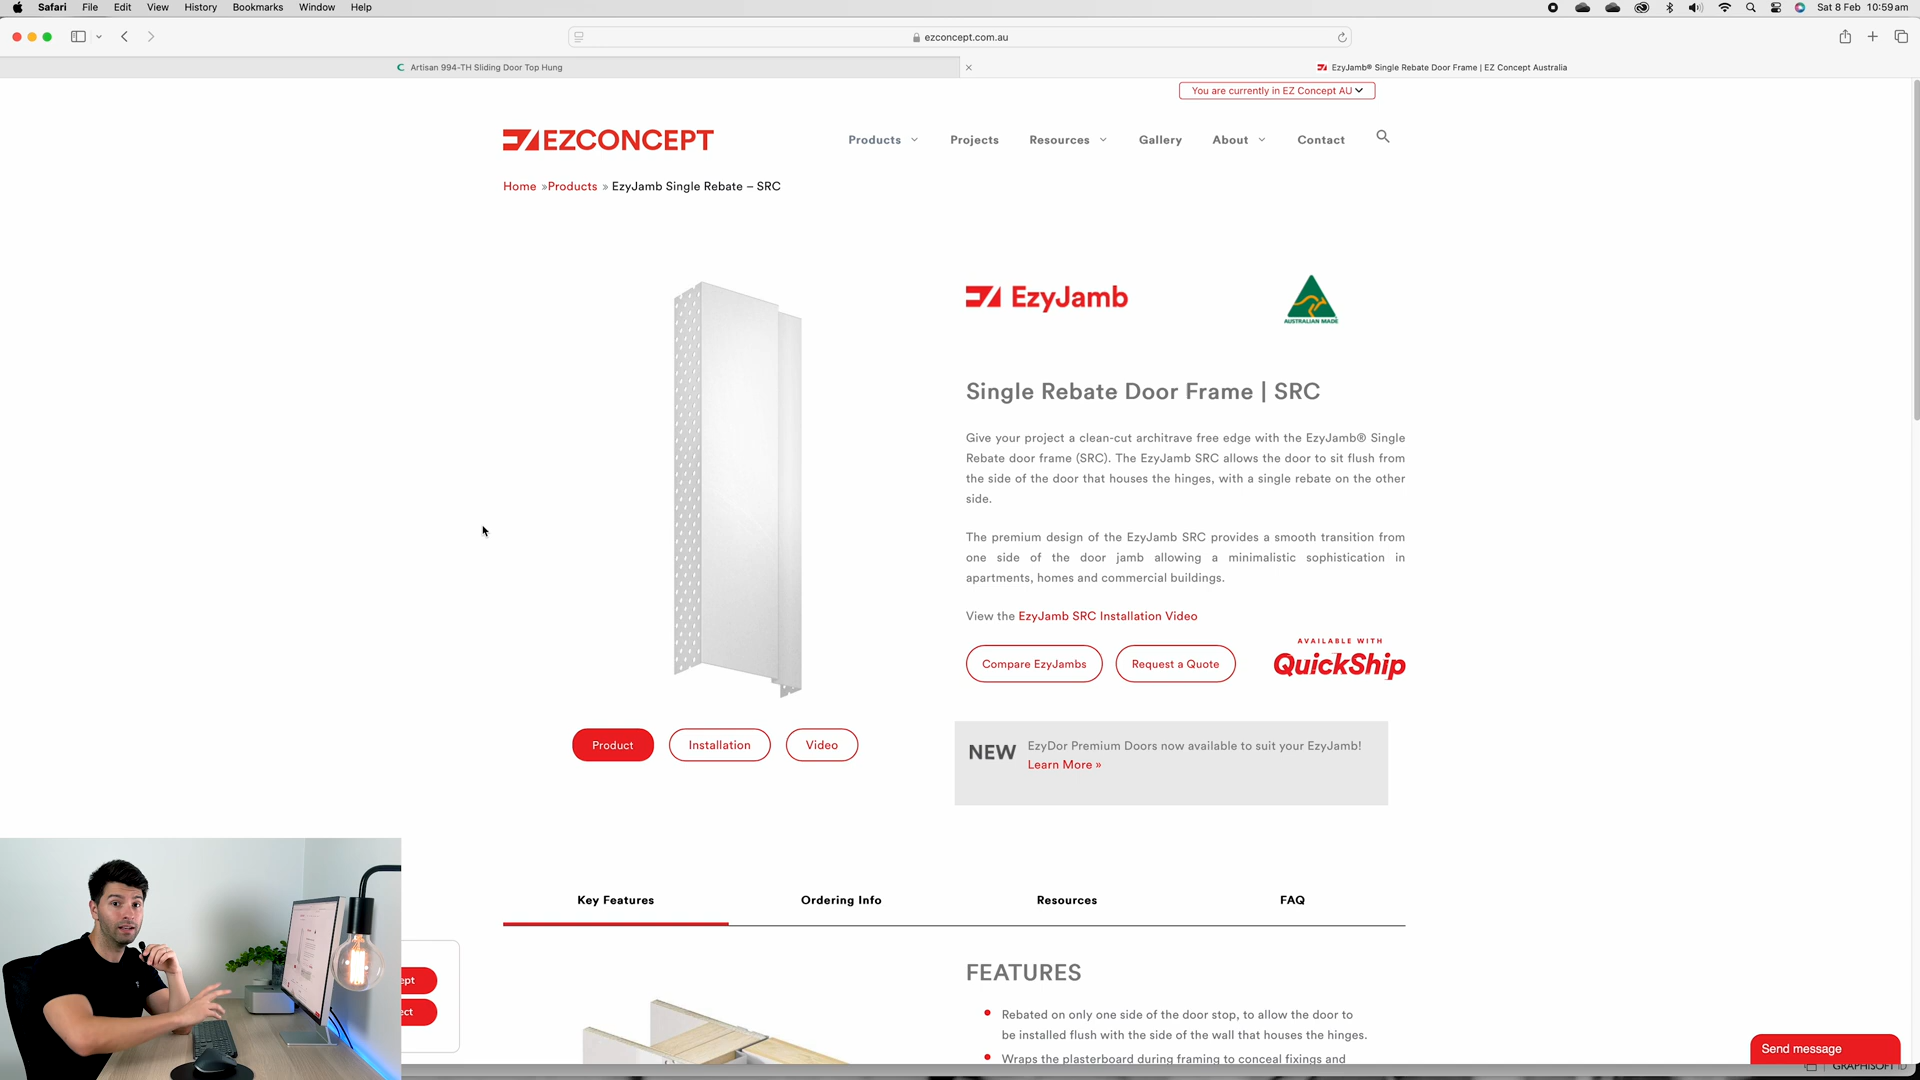 Safari File Edit View History Bookmarks Window Help Sat 8 Feb 10:59 am
ezconcept.com.au
Artisan 994-TH Sliding Door Top Hung
EzyJamb® Single Rebate Door Frame | EZ Concept Australia
You are currently in EZ Concept AU
EZCONCEPT
Products Projects Resources Gallery About Contact
Home »Products » EzyJamb Single Rebate – SRC
EzyJamb
AUSTRALIAN MADE
Single Rebate Door Frame | SRC
Give your project a clean-cut architrave free edge with the EzyJamb® Single
Rebate door frame (SRC). The EzyJamb SRC allows the door to sit flush from
the side of the door that houses the hinges, with a single rebate on the other
side.
The premium design of the EzyJamb SRC provides a smooth transition from
one side of the door jamb allowing a minimalistic sophistication in
apartments, homes and commercial buildings.
View the EzyJamb SRC Installation Video
Compare EzyJambs Request a Quote
AVAILABLE WITH
QuickShip
Product Installation Video
NEW EzyDor Premium Doors now available to suit your EzyJamb!
Learn More »
Key Features Ordering Info Resources FAQ
FEATURES
Rebated on only one side of the door stop, to allow the door to
be installed flush with the side of the wall that houses the hinges.
Wraps the plasterboard during framing to conceal fixings and
ept
ect
Send message
GRAPHISOFT